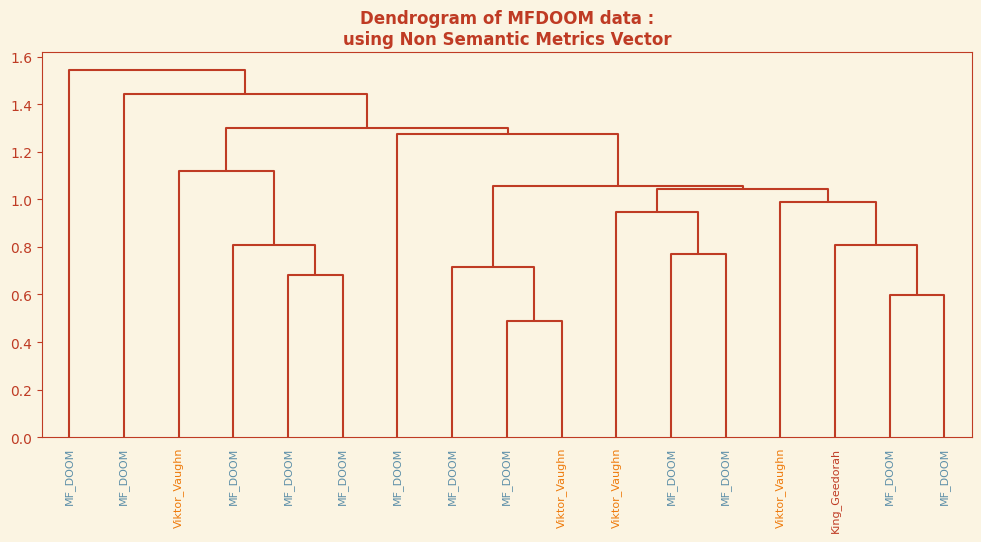 Dendrogram of MFDOOM data :
using Non Semantic Metrics Vector
1.6
1.4
1.2
1.0
0.8
0.6
0.4
0.2
0.0
MF_DOOM
MF_DOOM
Viktor_Vaughn
MF_DOOM
MF_DOOM
MF_DOOM
MF_DOOM
MF_DOOM
MF_DOOM
Viktor_Vaughn
Viktor_Vaughn
MF_DOOM
MF_DOOM
Viktor_Vaughn
King_Geedorah
MF_DOOM
MF_DOOM